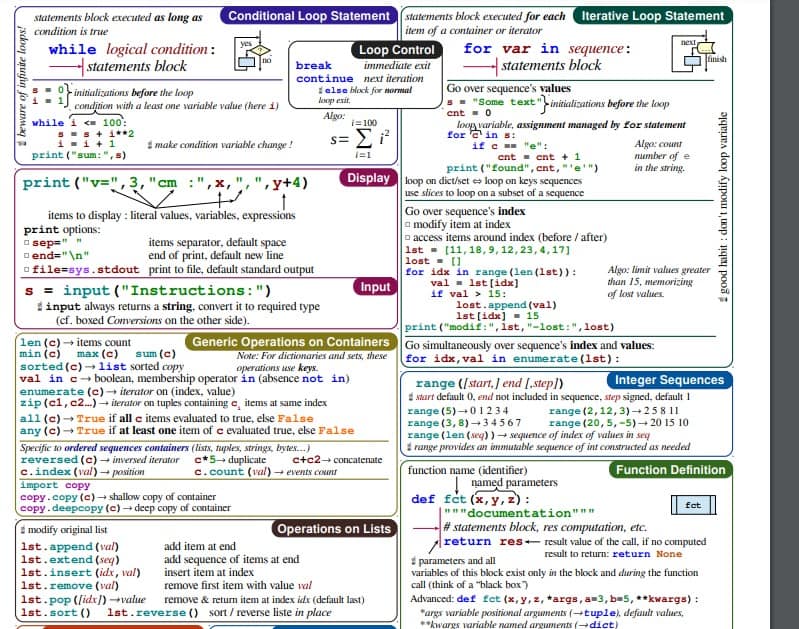 statements block executed as long as
condition is true
Conditional Loop Statement
while logical condition:
statements block
yes
?
no
beware of infinite loops!
s = 0
i = 1
initializations before the loop
condition with a least one variable value (here i)
while i <= 100:
s = s + i**2
i = i + 1
☝ make condition variable change !
print("sum:",s)
Loop Control
break immediate exit
continue next iteration
☝ else block for normal
loop exit.
Algo:
i=100
s= ∑ i²
i=1
print("v=",3,"cm :",x,",",y+4)
Display
items to display : literal values, variables, expressions
print options:
□ sep=" " items separator, default space
□ end="\n" end of print, default new line
□ file=sys.stdout print to file, default standard output
s = input("Instructions:")
Input
☝ input always returns a string, convert it to required type
(cf. boxed Conversions on the other side).
len(c)→ items count
Generic Operations on Containers
min(c) max(c) sum(c)
Note: For dictionaries and sets, these
sorted(c)→ list sorted copy
operations use keys.
val in c→ boolean, membership operator in (absence not in)
enumerate(c)→ iterator on (index, value)
zip(c1,c2…)→ iterator on tuples containing cᵢ items at same index
all(c)→ True if all c items evaluated to true, else False
any(c)→ True if at least one item of c evaluated true, else False
Specific to ordered sequences containers (lists, tuples, strings, bytes…)
reversed(c)→ inversed iterator c*5→ duplicate c+c2→ concatenate
c.index(val)→ position c.count(val)→ events count
import copy
copy.copy(c)→ shallow copy of container
copy.deepcopy(c)→ deep copy of container
☝ modify original list
Operations on Lists
lst.append(val) add item at end
lst.extend(seq) add sequence of items at end
lst.insert(idx,val) insert item at index
lst.remove(val) remove first item with value val
lst.pop([idx])→value remove & return item at index idx (default last)
lst.sort() lst.reverse() sort / reverse liste in place
statements block executed for each
item of a container or iterator
Iterative Loop Statement
for var in sequence:
statements block
next
…
finish
Go over sequence's values
s = "Some text"
cnt = 0
initializations before the loop
loop variable, assignment managed by for statement
for c in s:
if c == "e":
cnt = cnt + 1
print("found",cnt,"'e'")
Algo: count
number of e
in the string.
loop on dict/set ⇔ loop on keys sequences
use slices to loop on a subset of a sequence
Go over sequence's index
□ modify item at index
□ access items around index (before / after)
lst = [11,18,9,12,23,4,17]
lost = []
for idx in range(len(lst)):
val = lst[idx]
if val > 15:
lost.append(val)
lst[idx] = 15
print("modif:",lst,"-lost:",lost)
Algo: limit values greater
than 15, memorizing
of lost values.
Go simultaneously over sequence's index and values:
for idx,val in enumerate(lst):
☝ good habit : don't modify loop variable
range([start,] end [,step])
Integer Sequences
☝ start default 0, end not included in sequence, step signed, default 1
range(5)→ 0 1 2 3 4 range(2,12,3)→ 2 5 8 11
range(3,8)→ 3 4 5 6 7 range(20,5,-5)→ 20 15 10
range(len(seq))→ sequence of index of values in seq
☝ range provides an immutable sequence of int constructed as needed
function name (identifier)
Function Definition
named parameters
def fct(x,y,z):
"""documentation"""
# statements block, res computation, etc.
return res← result value of the call, if no computed
result to return: return None
fct
☝ parameters and all
variables of this block exist only in the block and during the function
call (think of a "black box")
Advanced: def fct(x,y,z,*args,a=3,b=5,**kwargs):
*args variable positional arguments (→tuple), default values,
**kwargs variable named arguments (→dict)